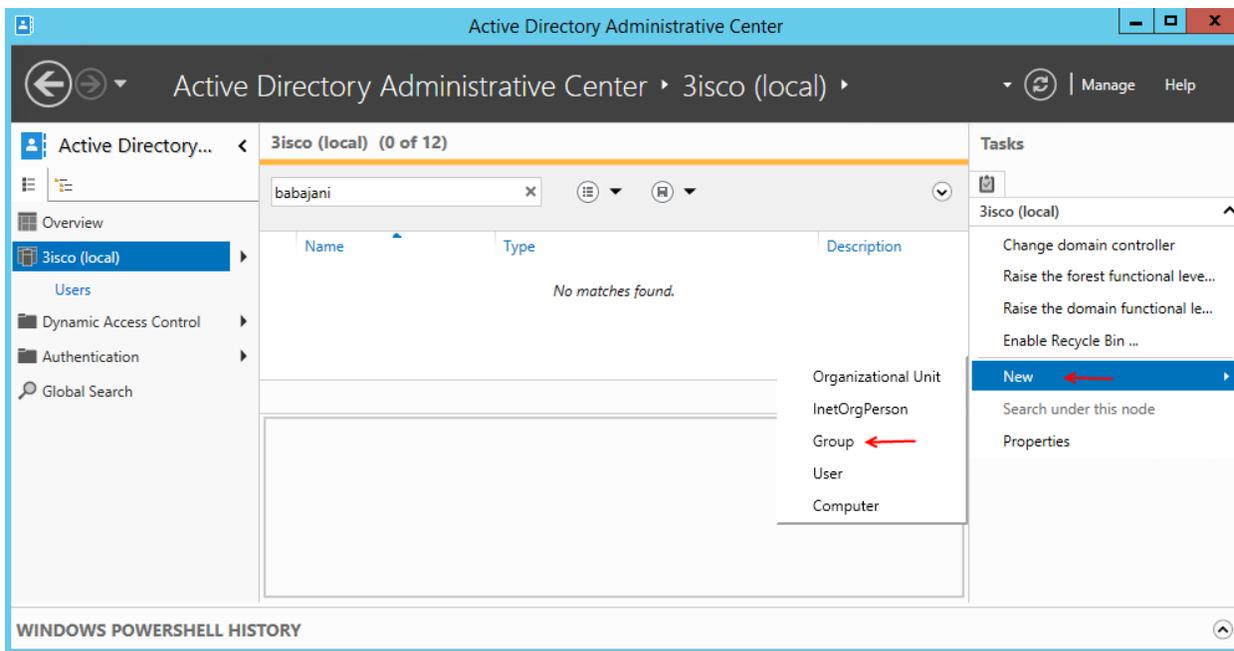 Active Directory Administrative Center
Active Directory Administrative Center ‣ 3isco (local) ‣
Manage Help
Active Directory...
Overview
3isco (local)
Users
Dynamic Access Control
Authentication
Global Search
3isco (local) (0 of 12)
babajani
Name Type Description
No matches found.
Tasks
3isco (local)
Change domain controller
Raise the forest functional leve...
Raise the domain functional le...
Enable Recycle Bin ...
New
Search under this node
Properties
Organizational Unit
InetOrgPerson
Group
User
Computer
WINDOWS POWERSHELL HISTORY